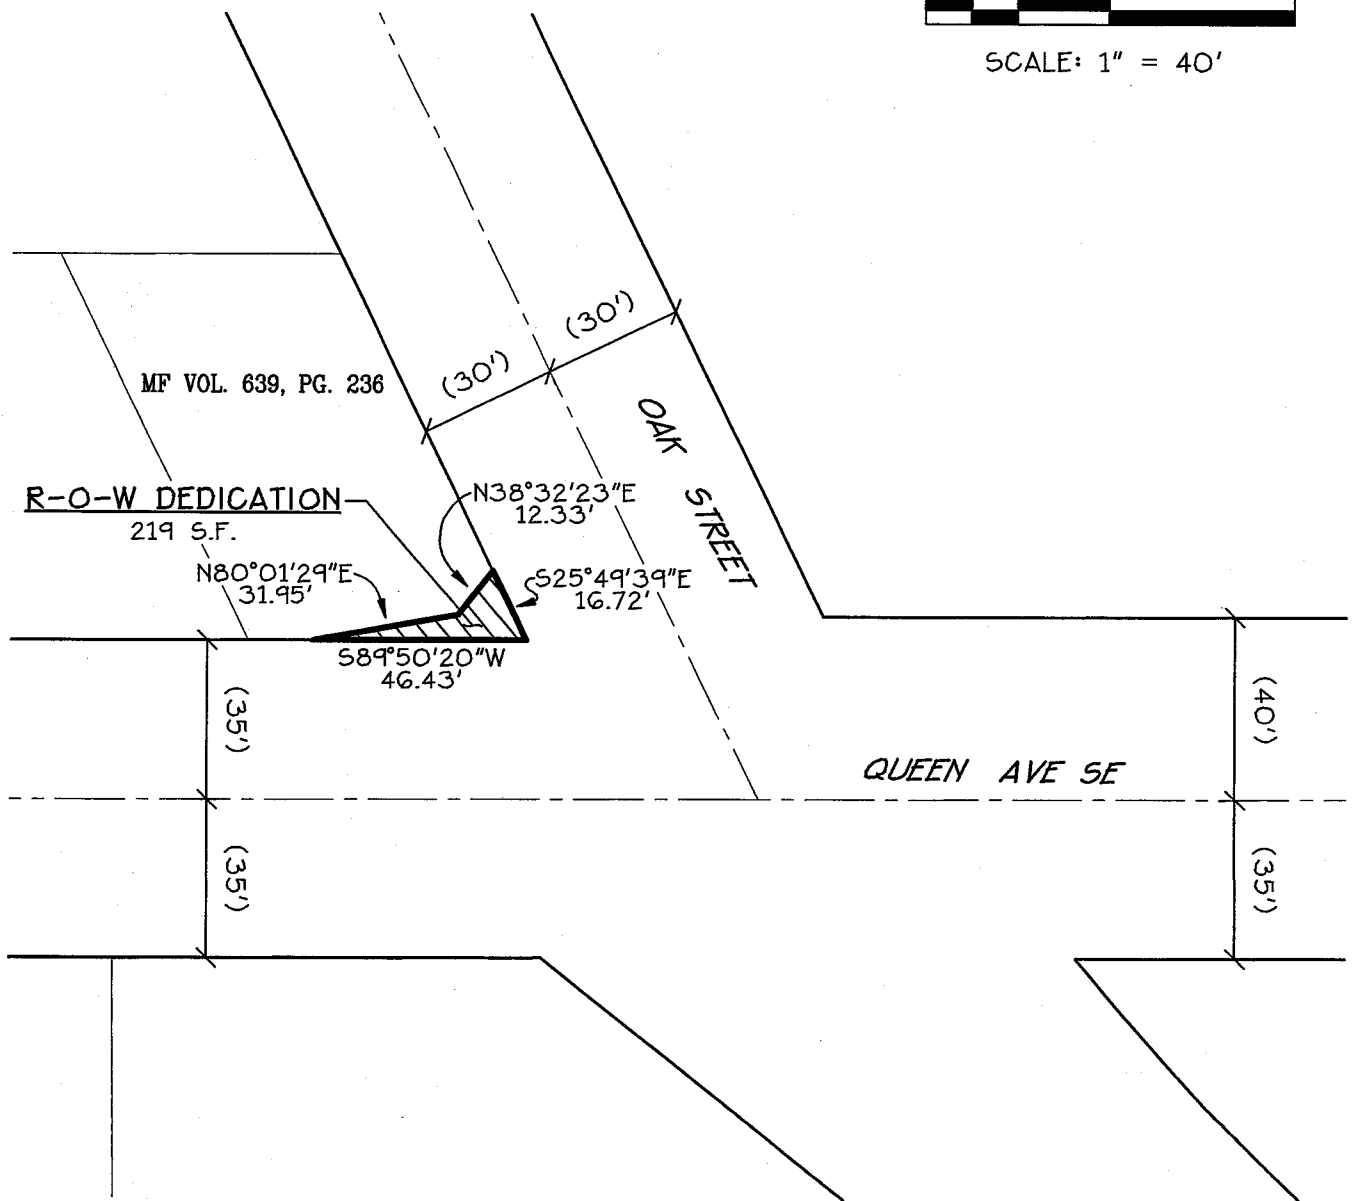 SCALE: 1" = 40'
(30')
(30')
MF VOL. 639, PG. 236
OAK STREET
R-O-W DEDICATION
219 S.F.
N38°32'23"E
12.33'
N80°01'29"E
31.95'
S25°49'39"E
16.72'
S89°50'20"W
46.43'
(35')
(40')
QUEEN AVE SE
(35')
(35')